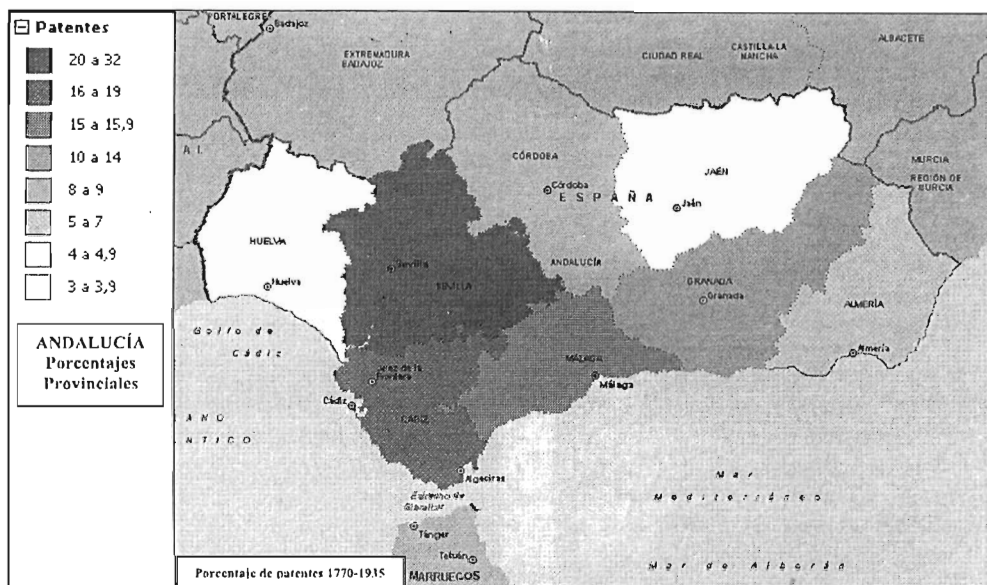 Patentes
20 a 32
16 a 19
15 a 15,9
10 a 14
8 a 9
5 a 7
4 a 4,9
3 a 3,9
ANDALUCÍA
Porcentajes
Provinciales
PORTALEGRE
Badajoz
EXTREMADURA
BADAJOZ
CIUDAD REAL
CASTILLA-LA
MANCHA
ALBACETE
A L
CÓRDOBA
Córdoba
E S P A Ñ A
JAÉN
Jaén
MURCIA
REGIÓN DE
MURCIA
HUELVA
Huelva
Sevilla
SEVILLA
ANDALUCÍA
GRANADA
Granada
ALMERÍA
Almería
Golfo de
Cádiz
Jerez de la
Frontera
MÁLAGA
Málaga
Cádiz
CÁDIZ
A N O
N T I C O
Algeciras
Estrecho de
Gibraltar
Mar
Mediterráneo
Tánger
Tetuán
MARRUECOS
Mar de Alborán
Porcentaje de patentes 1770-1935